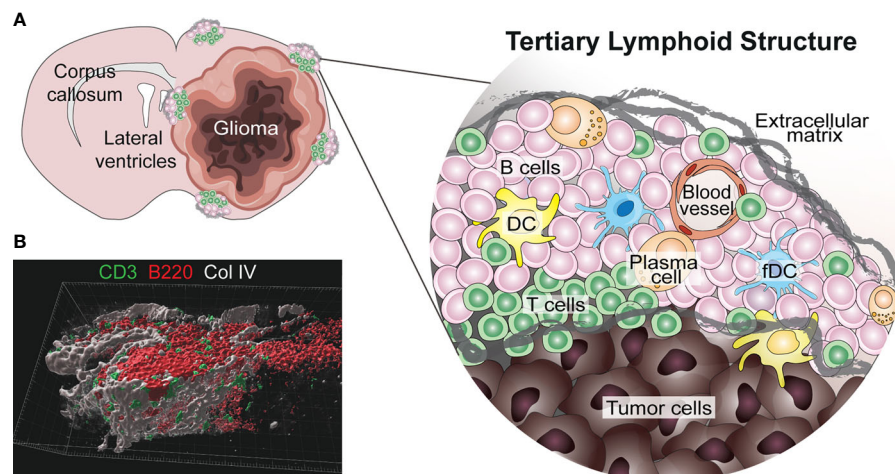 A
Corpus
callosum
Lateral
ventricles
Glioma
Tertiary Lymphoid Structure
Extracellular
matrix
B cells
Blood
vessel
DC
Plasma
cell
fDC
T cells
Tumor cells
B
CD3 B220 Col IV